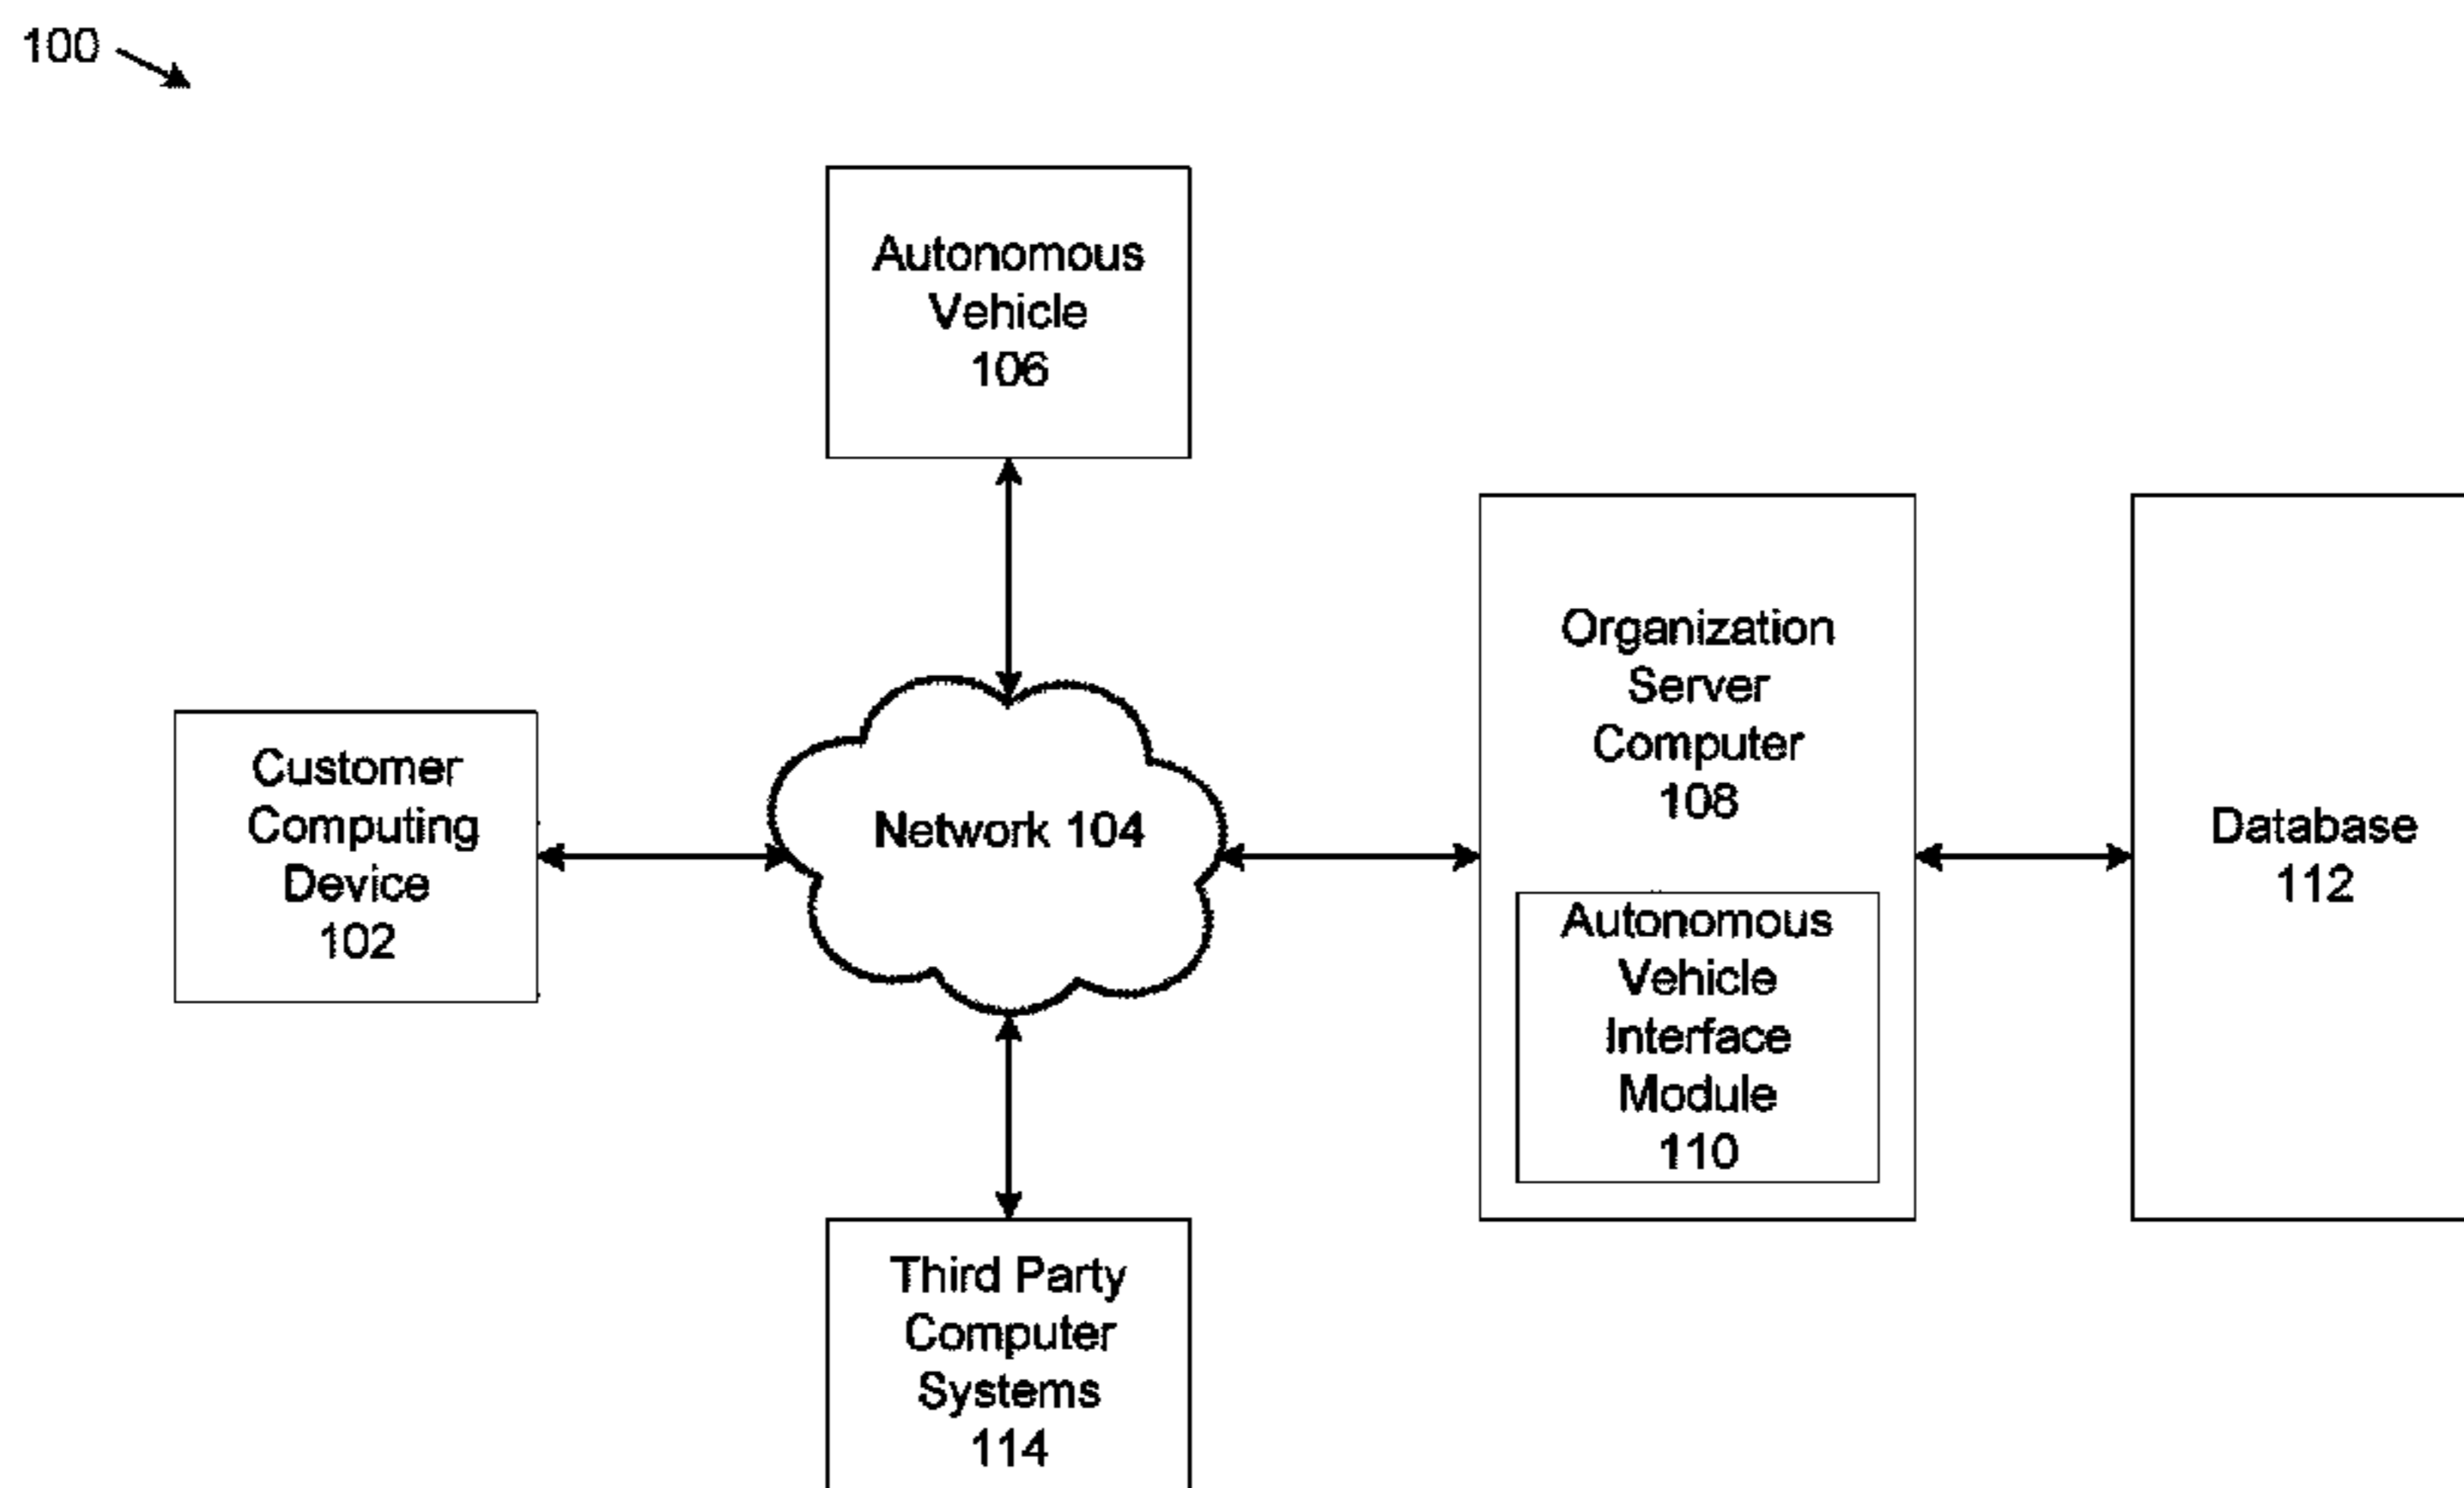 100
Autonomous
Vehicle
106
Customer
Computing
Device
102
Network 104
Organization
Server
Computer
108
Autonomous
Vehicle
Interface
Module
110
Database
112
Third Party
Computer
Systems
114